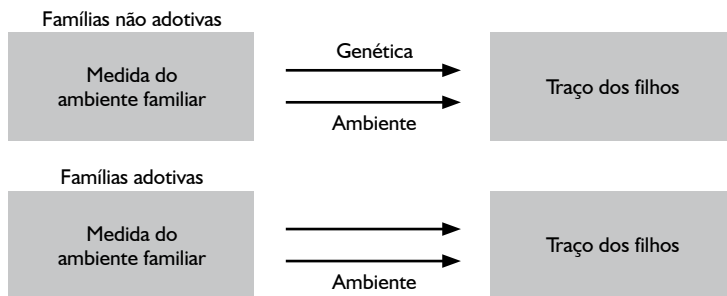 Famílias não adotivas
Medida do
ambiente familiar
Genética
Ambiente
Traço dos filhos
Famílias adotivas
Medida do
ambiente familiar
Ambiente
Traço dos filhos